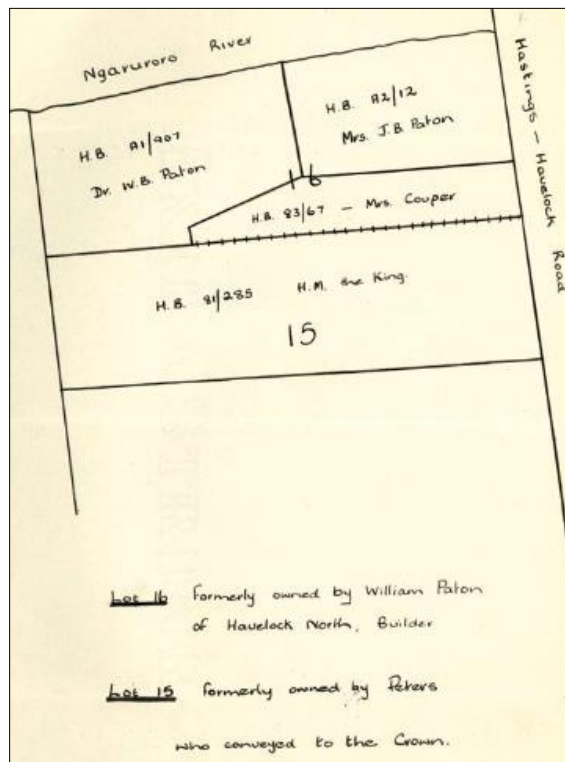 Ngaruroro River
Hastings - Havelock Road
H.B. A1/907
Dr. W.B. Paton
H.B. A2/12
Mrs. J.B. Paton
16
H.B. 83/67 - Mrs. Couper
H.B. 81/285 H.M. the King.
15
Lot 16 formerly owned by William Paton
of Havelock North, Builder
Lot 15 formerly owned by Peters
who conveyed to the Crown.